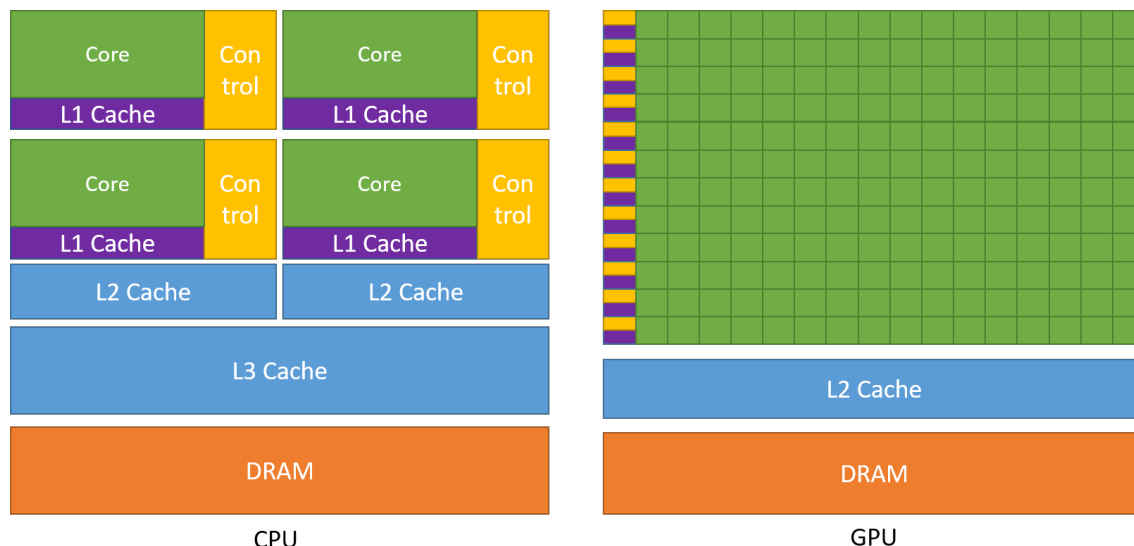 Core
Con
trol
L1 Cache
Core
Con
trol
L1 Cache
Core
Con
trol
L1 Cache
Core
Con
trol
L1 Cache
L2 Cache
L2 Cache
L3 Cache
DRAM
CPU
L2 Cache
DRAM
GPU